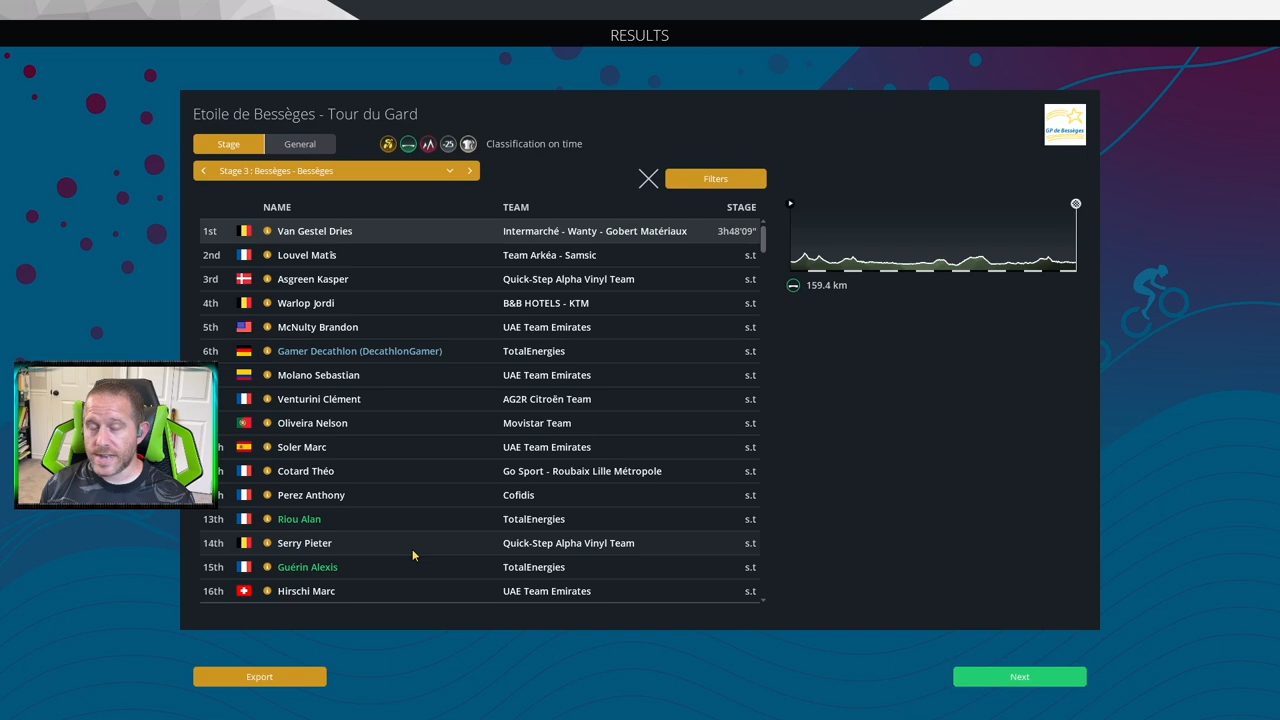 RESULTS
Etoile de Bessèges - Tour du Gard
GP de Bessèges
Stage General -25 Classification on time
Stage 3 : Bessèges - Bessèges
Filters
NAME TEAM STAGE
1st Van Gestel Dries Intermarché - Wanty - Gobert Matériaux 3h48'09''
2nd Louvel Matîs Team Arkéa - Samsic s.t
3rd Asgreen Kasper Quick-Step Alpha Vinyl Team s.t
4th Warlop Jordi B&B HOTELS - KTM s.t
5th McNulty Brandon UAE Team Emirates s.t
6th Gamer Decathlon (DecathlonGamer) TotalEnergies s.t
Molano Sebastian UAE Team Emirates s.t
Venturini Clément AG2R Citroën Team s.t
Oliveira Nelson Movistar Team s.t
h Soler Marc UAE Team Emirates s.t
Cotard Théo Go Sport - Roubaix Lille Métropole s.t
Perez Anthony Cofidis s.t
13th Riou Alan TotalEnergies s.t
14th Serry Pieter Quick-Step Alpha Vinyl Team s.t
15th Guérin Alexis TotalEnergies s.t
16th Hirschi Marc UAE Team Emirates s.t
159.4 km
Export
Next